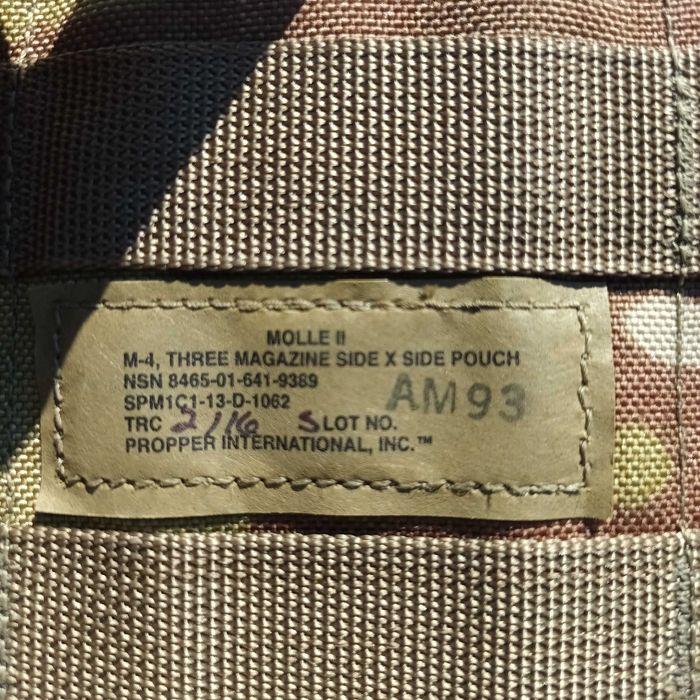 MOLLE II
M-4, THREE MAGAZINE SIDE X SIDE POUCH
NSN 8465-01-641-9389
SPM1C1-13-D-1062
AM93
TRC 2/16 S LOT NO.
PROPPER INTERNATIONAL, INC.™